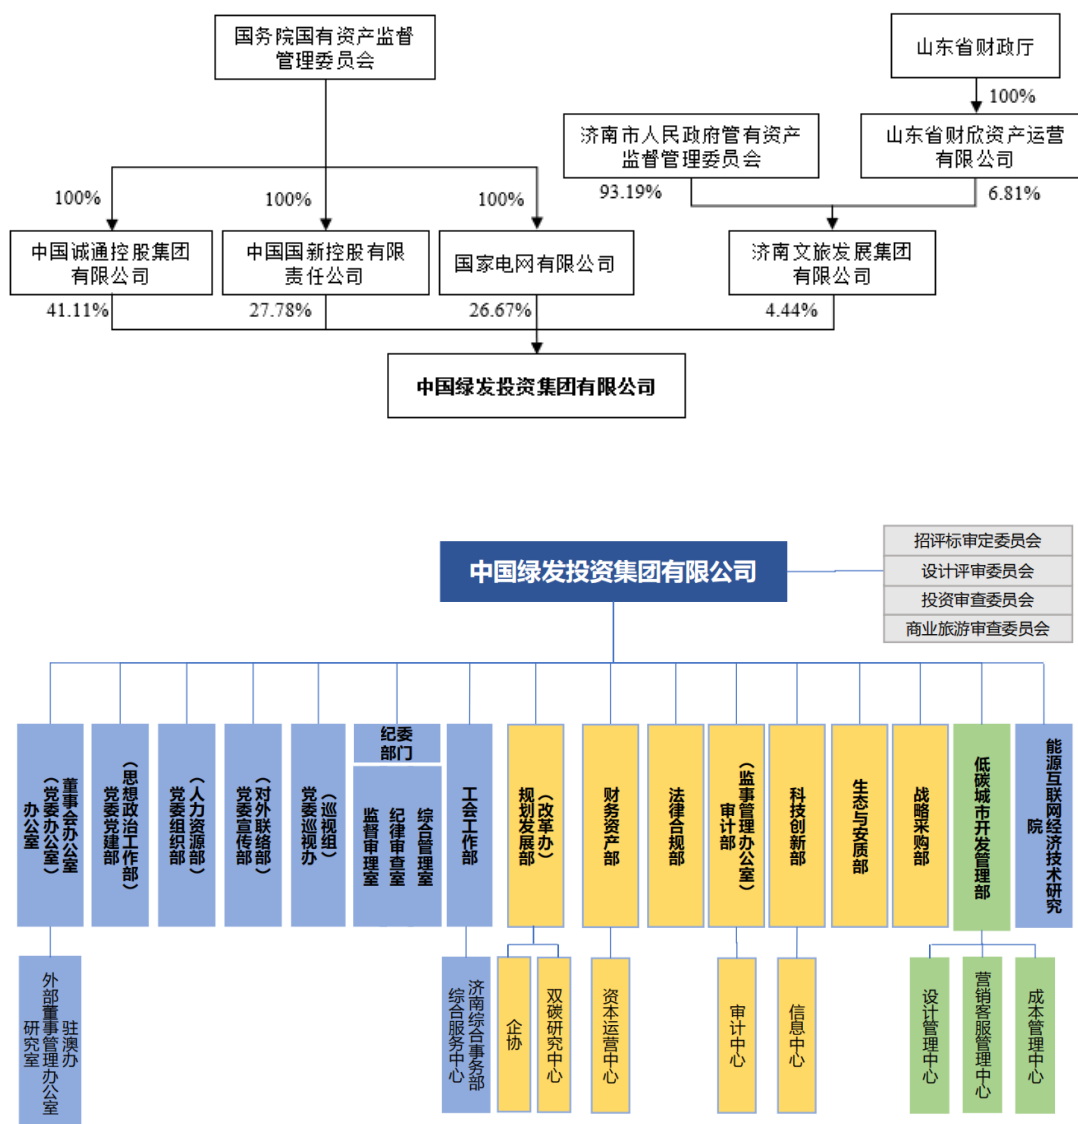 国务院国有资产监督
管理委员会
山东省财政厅
100%
济南市人民政府管有资产
监督管理委员会
山东省财欣资产运营
有限公司
100%
100%
100%
93.19%
6.81%
中国诚通控股集团
有限公司
中国国新控股有限
责任公司
国家电网有限公司
济南文旅发展集团
有限公司
41.11%
27.78%
26.67%
4.44%
中国绿发投资集团有限公司
中国绿发投资集团有限公司
招评标审定委员会
设计评审委员会
投资审查委员会
商业旅游审查委员会
董事会办公室
（党委办公室）
办公室
（思想政治工作部）
党委党建部
（人力资源部）
党委组织部
（对外联络部）
党委宣传部
（巡视组）
党委巡视办
纪委
部门
综合管理室
纪律审查室
监督审理室
工会工作部
（改革办）
规划发展部
财务资产部
法律合规部
（监事管理办公室）
审计部
科技创新部
生态与安质部
战略采购部
低碳城市开发管理部
能源互联网经济技术研究
院
驻澳办
外部董事管理办公室
研究室
济南综合事务部
综合服务中心
企协
双碳研究中心
资本运营中心
审计中心
信息中心
设计管理中心
营销客服管理中心
成本管理中心